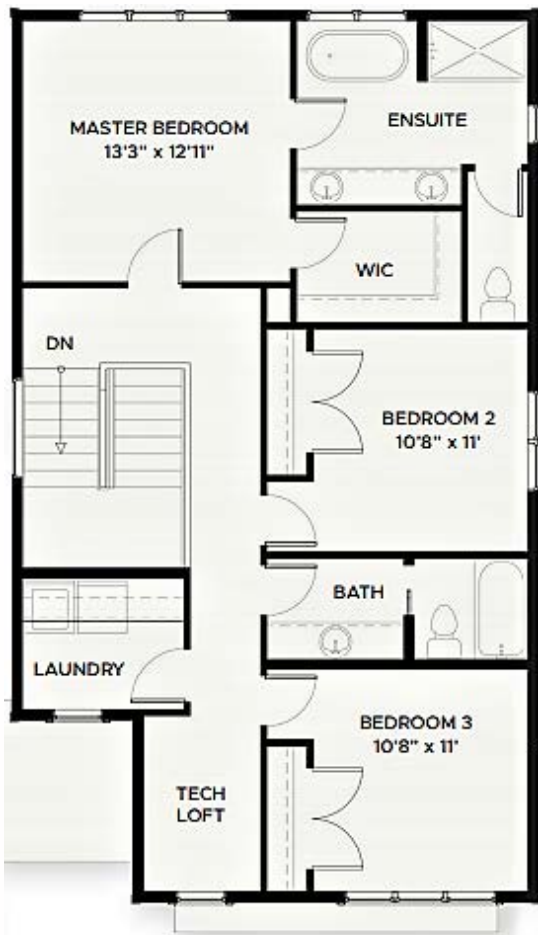 MASTER BEDROOM
13'3" x 12'11"
ENSUITE
WIC
DN
BEDROOM 2
10'8" x 11'
BATH
LAUNDRY
BEDROOM 3
10'8" x 11'
TECH
LOFT